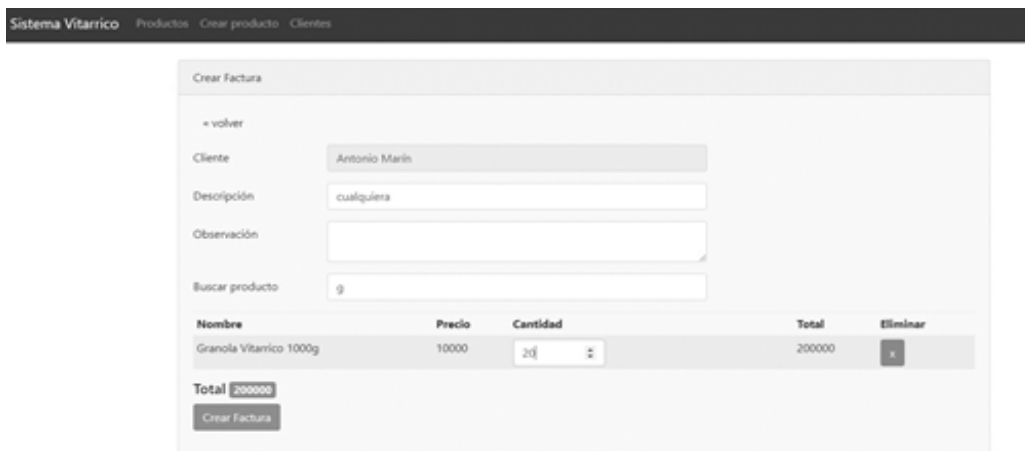 Sistema Vitarrico Productos Crear producto Clientes
Crear Factura
« volver
Cliente Antonio Marín
Descripción cualquiera
Observación
Buscar producto g
Nombre Precio Cantidad Total Eliminar
Granola Vitarrico 1000g 10000 20 200000 x
Total 200000
Crear Factura